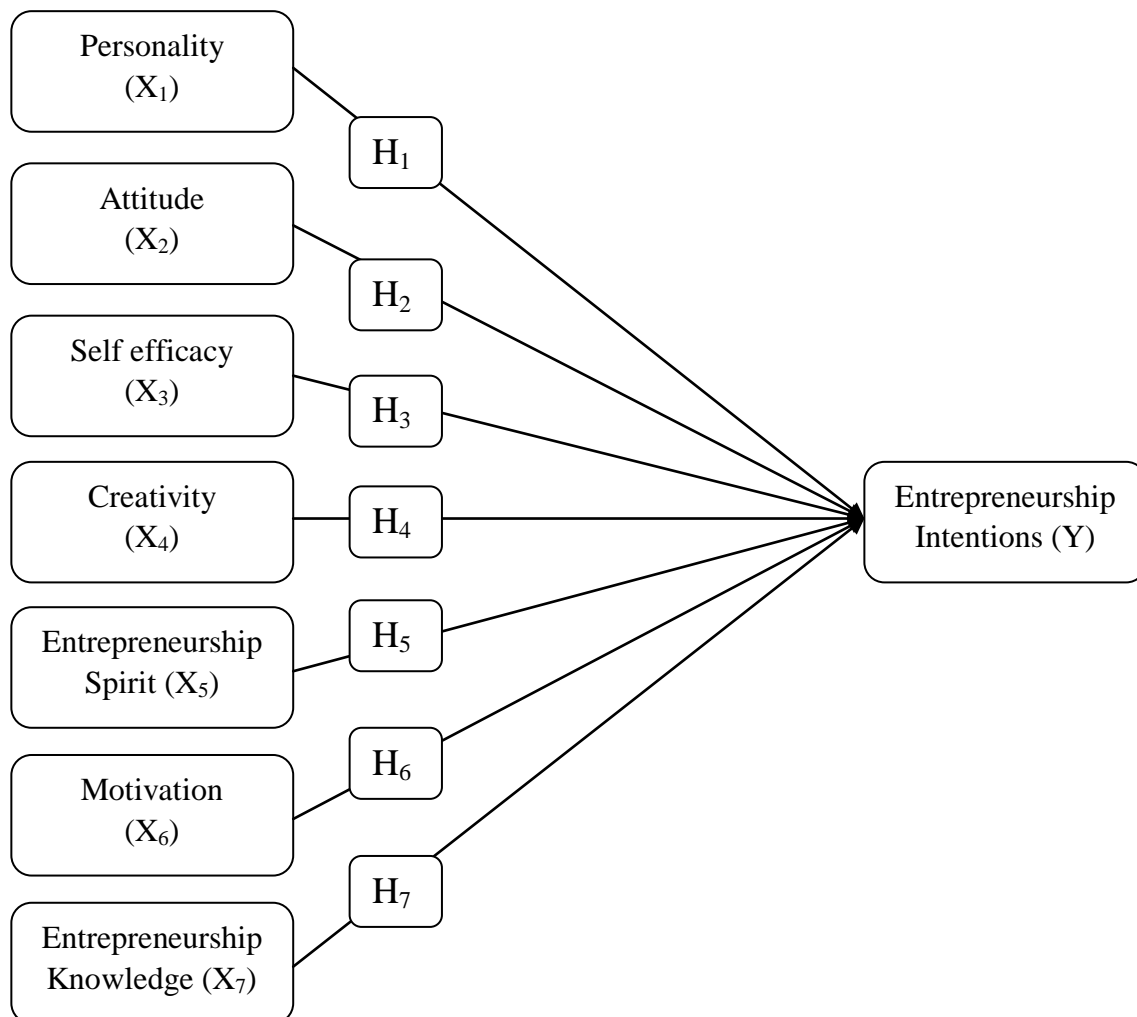 Personality
(X₁)
H₁
Attitude
(X₂)
H₂
Self efficacy
(X₃)
H₃
Creativity
(X₄)
H₄
Entrepreneurship
Intentions (Y)
Entrepreneurship
Spirit (X₅)
H₅
Motivation
(X₆)
H₆
Entrepreneurship
Knowledge (X₇)
H₇